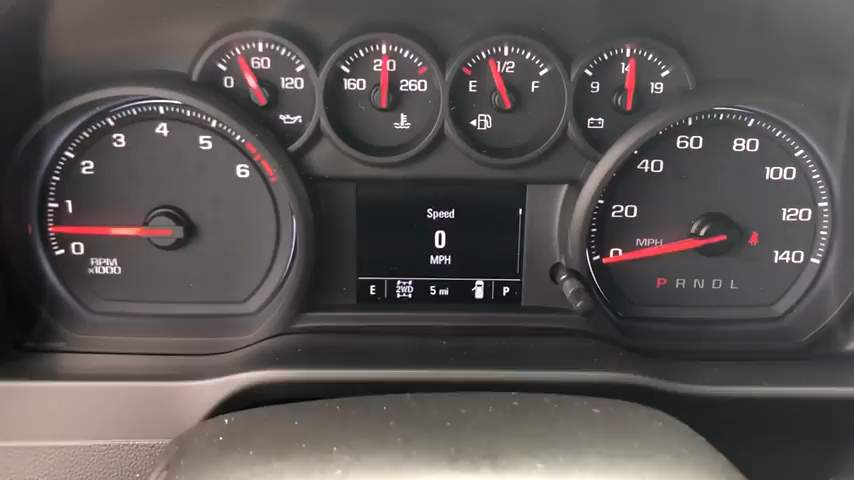 0 60 120
160 210 260
E 1/2 F
9 14 19
0 1 2 3 4 5 6
RPM
x1000
Speed
0
MPH
E 2WD 5 mi P
0 20 40 60 80 100 120 140
MPH
P R N D L